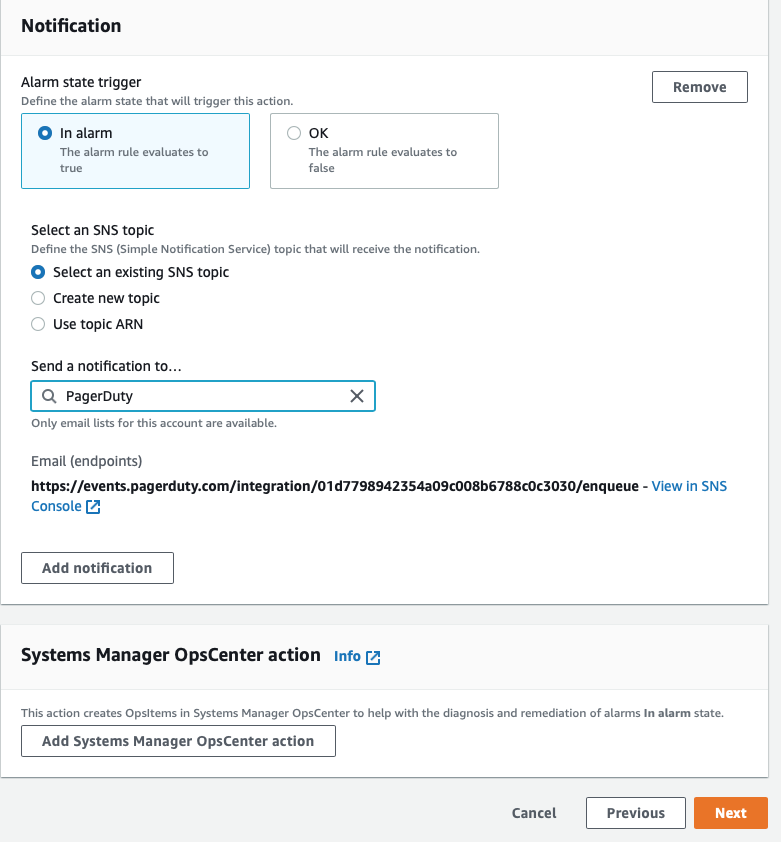 Notification
Alarm state trigger
Define the alarm state that will trigger this action.
Remove
In alarm
The alarm rule evaluates to
true
OK
The alarm rule evaluates to
false
Select an SNS topic
Define the SNS (Simple Notification Service) topic that will receive the notification.
Select an existing SNS topic
Create new topic
Use topic ARN
Send a notification to…
PagerDuty
Only email lists for this account are available.
Email (endpoints)
https://events.pagerduty.com/integration/01d7798942354a09c008b6788c0c3030/enqueue - View in SNS
Console
Add notification
Systems Manager OpsCenter action Info
This action creates OpsItems in Systems Manager OpsCenter to help with the diagnosis and remediation of alarms In alarm state.
Add Systems Manager OpsCenter action
Cancel
Previous
Next